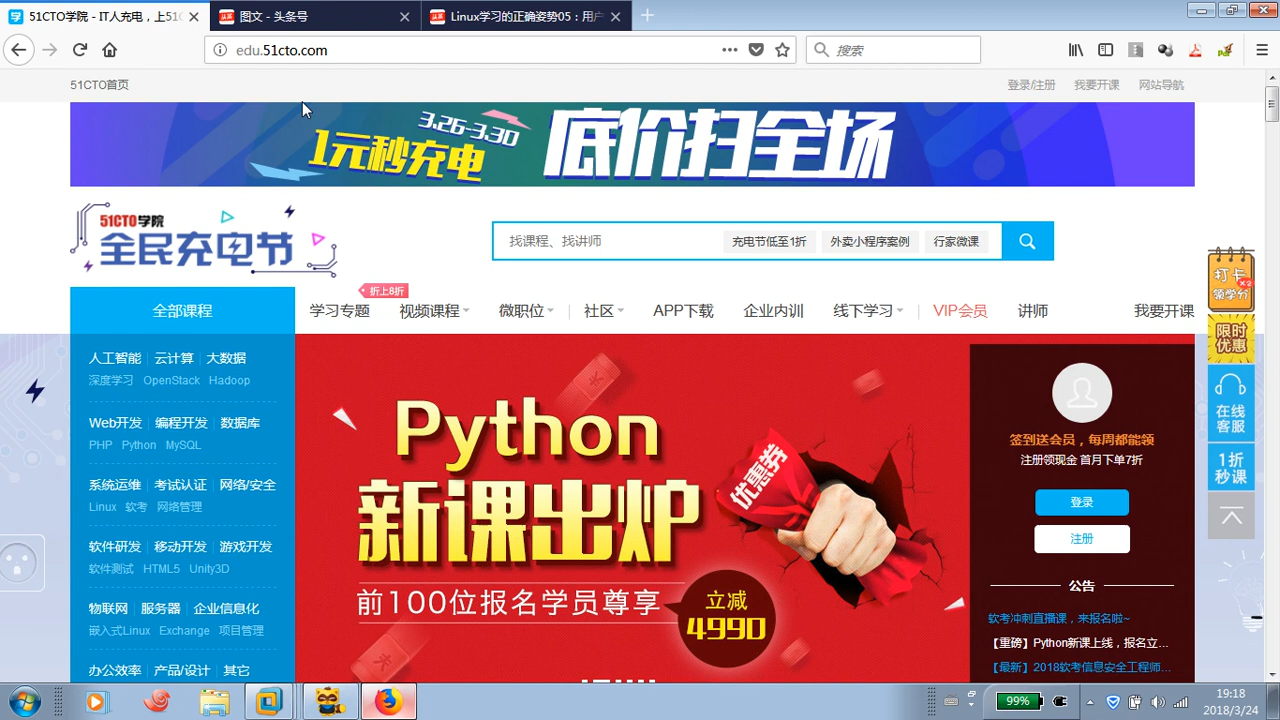 51CTO学院 - IT人充电，上51C
图文 - 头条号
Linux学习的正确姿势05：用户
edu.51cto.com
搜索
51CTO首页
登录/注册 我要开课 网站导航
3.26-3.30
1元秒充电
底价扫全场
51CTO学院
全民充电节
找课程、找讲师
充电节低至1折 外卖小程序案例 行家微课
折上8折
全部课程
学习专题 视频课程 微职位 社区 APP下载 企业内训 线下学习 VIP会员 讲师 我要开课
人工智能 云计算 大数据
深度学习 OpenStack Hadoop
Web开发 编程开发 数据库
PHP Python MySQL
系统运维 考试认证 网络/安全
Linux 软考 网络管理
软件研发 移动开发 游戏开发
软件测试 HTML5 Unity3D
物联网 服务器 企业信息化
嵌入式Linux Exchange 项目管理
办公效率 产品/设计 其它
Python
新课出炉
前100位报名学员尊享
立减
4990
优惠券
签到送会员，每周都能领
注册领现金 首月下单7折
登录
注册
公告
软考冲刺直播课，来报名啦~
【重磅】Python新课上线，报名立...
【最新】2018软考信息安全工程师...
打卡
领学分
X2
限时
优惠
在线
客服
1折
秒课
99%
19:18
2018/3/24